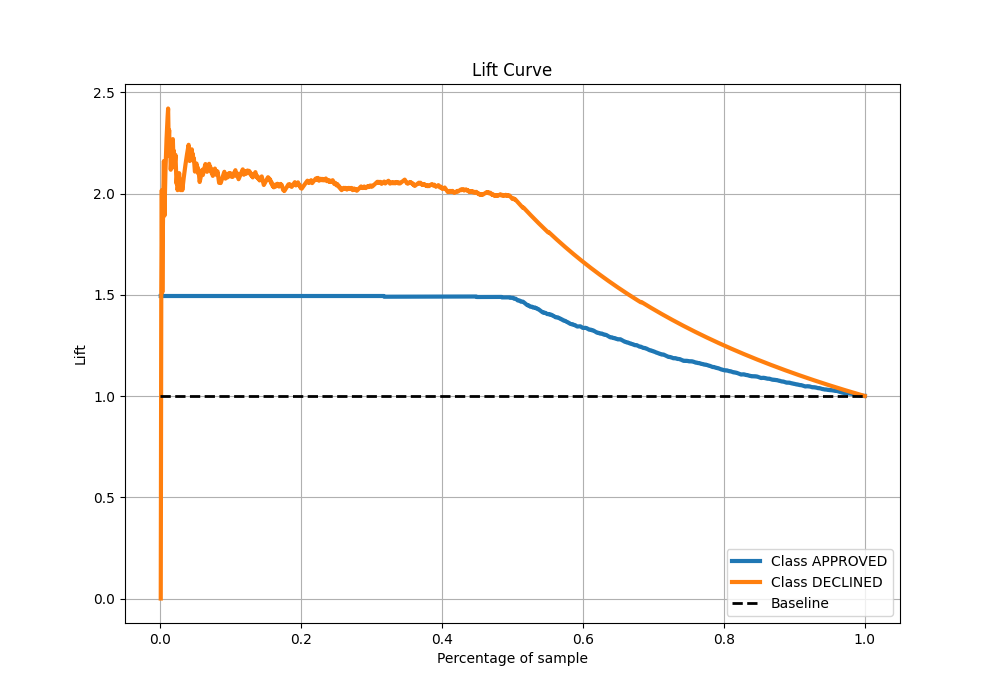 Lift Curve
2.5
2.0
1.5
1.0
0.5
0.0
Lift
0.0 0.2 0.4 0.6 0.8 1.0
Percentage of sample
Class APPROVED
Class DECLINED
Baseline